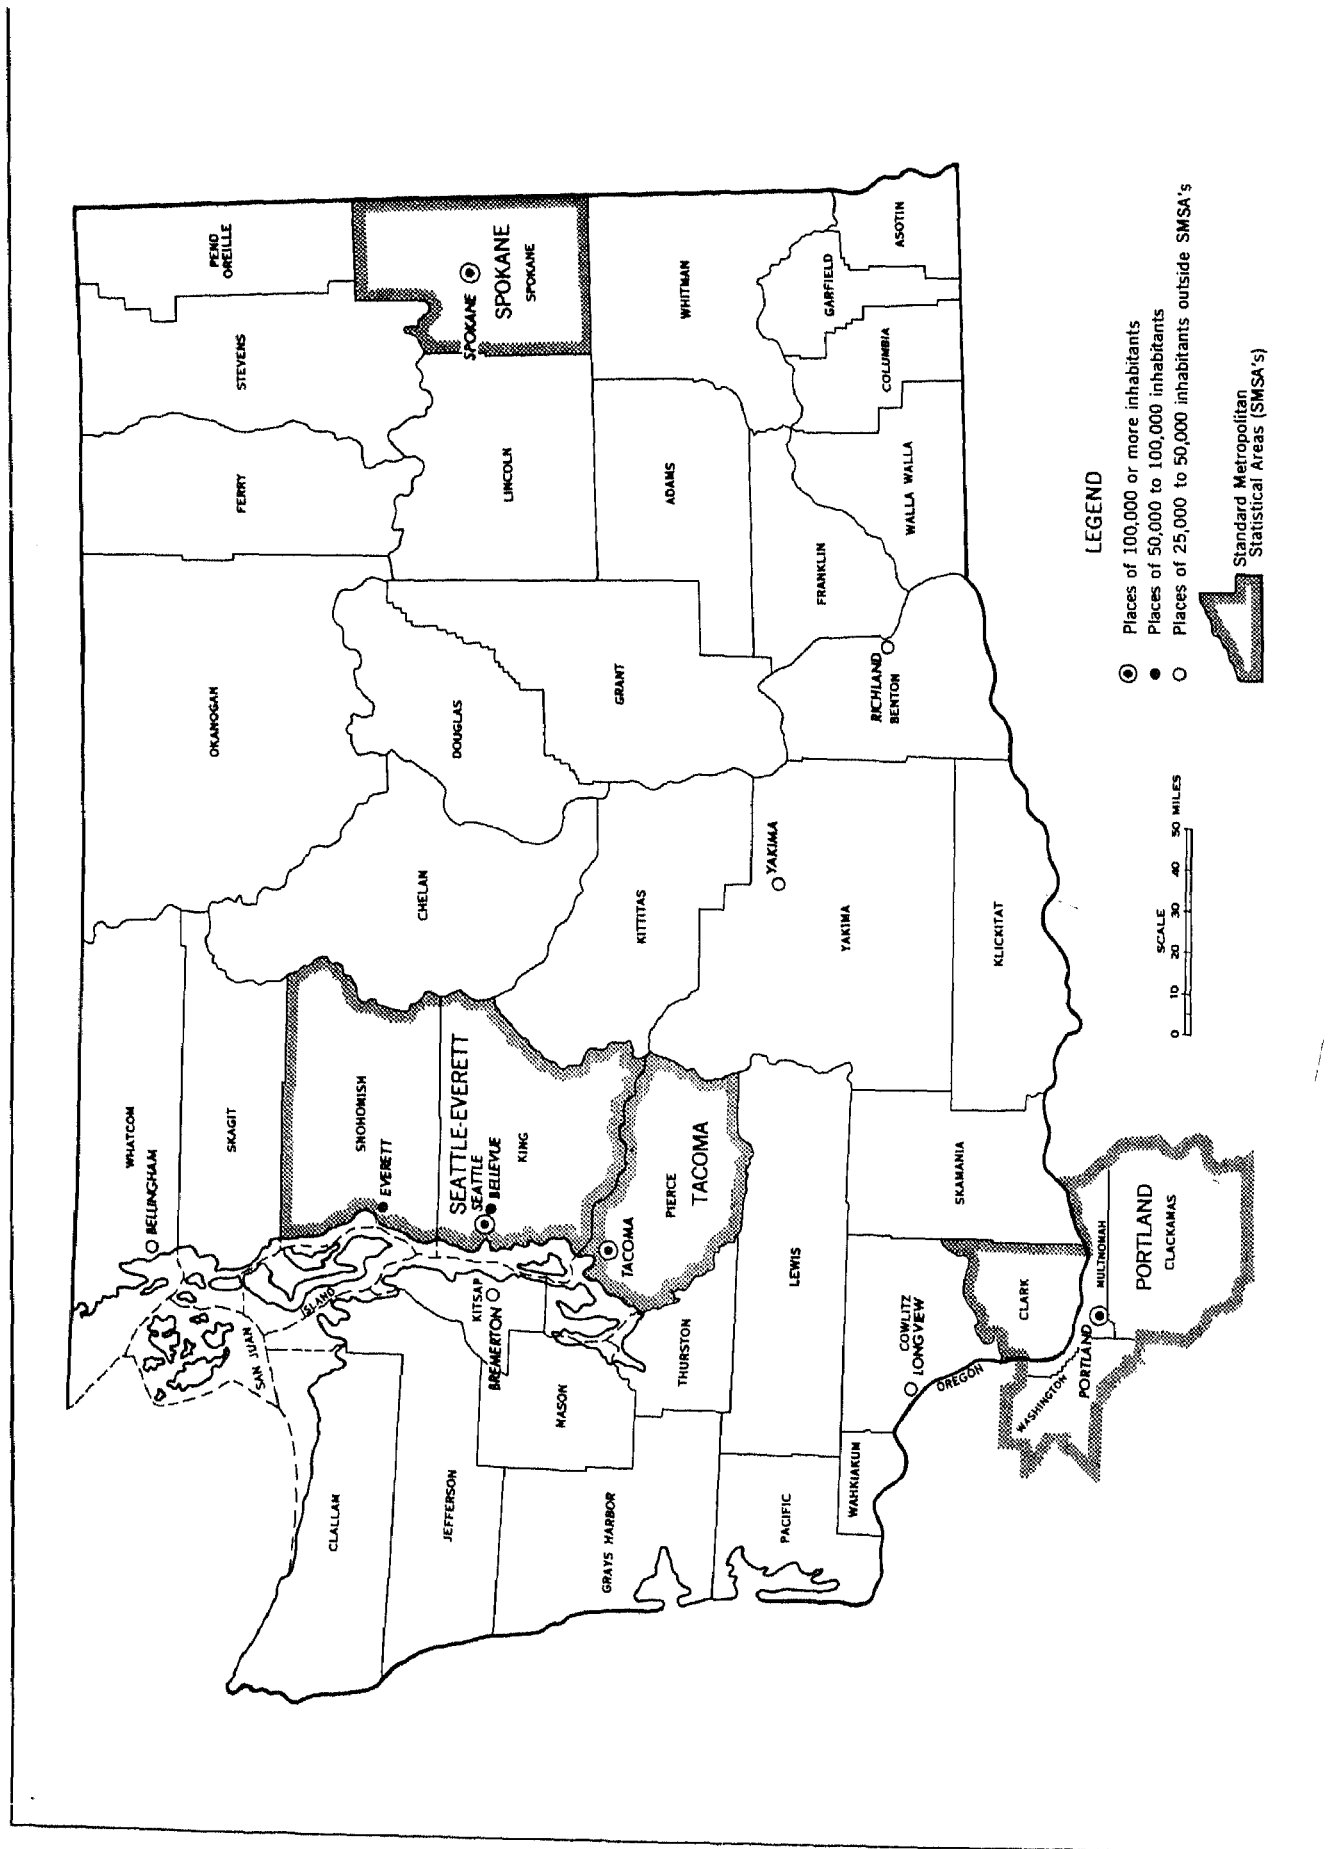 WHATCOM
BELLINGHAM
SAN JUAN
SKAGIT
ISLAND
OKANOGAN
FERRY
STEVENS
PEND
OREILLE
CLALLAM
SNOHOMISH
EVERETT
CHELAN
JEFFERSON
KITSAP
BREMERTON
SEATTLE-EVERETT
SEATTLE
BELLEVUE
KING
DOUGLAS
LINCOLN
SPOKANE
SPOKANE
SPOKANE
MASON
GRAYS HARBOR
TACOMA
PIERCE
TACOMA
KITTITAS
GRANT
ADAMS
WHITMAN
THURSTON
PACIFIC
LEWIS
YAKIMA
YAKIMA
FRANKLIN
GARFIELD
WAHKIAKUM
COWLITZ
LONGVIEW
SKAMANIA
RICHLAND
BENTON
WALLA WALLA
COLUMBIA
ASOTIN
OREGON
CLARK
KLICKITAT
WASHINGTON
PORTLAND
MULTNOMAH
PORTLAND
CLACKAMAS
SCALE
0 10 20 30 40 50 MILES
LEGEND
Places of 100,000 or more inhabitants
Places of 50,000 to 100,000 inhabitants
Places of 25,000 to 50,000 inhabitants outside SMSA's
Standard Metropolitan
Statistical Areas (SMSA's)